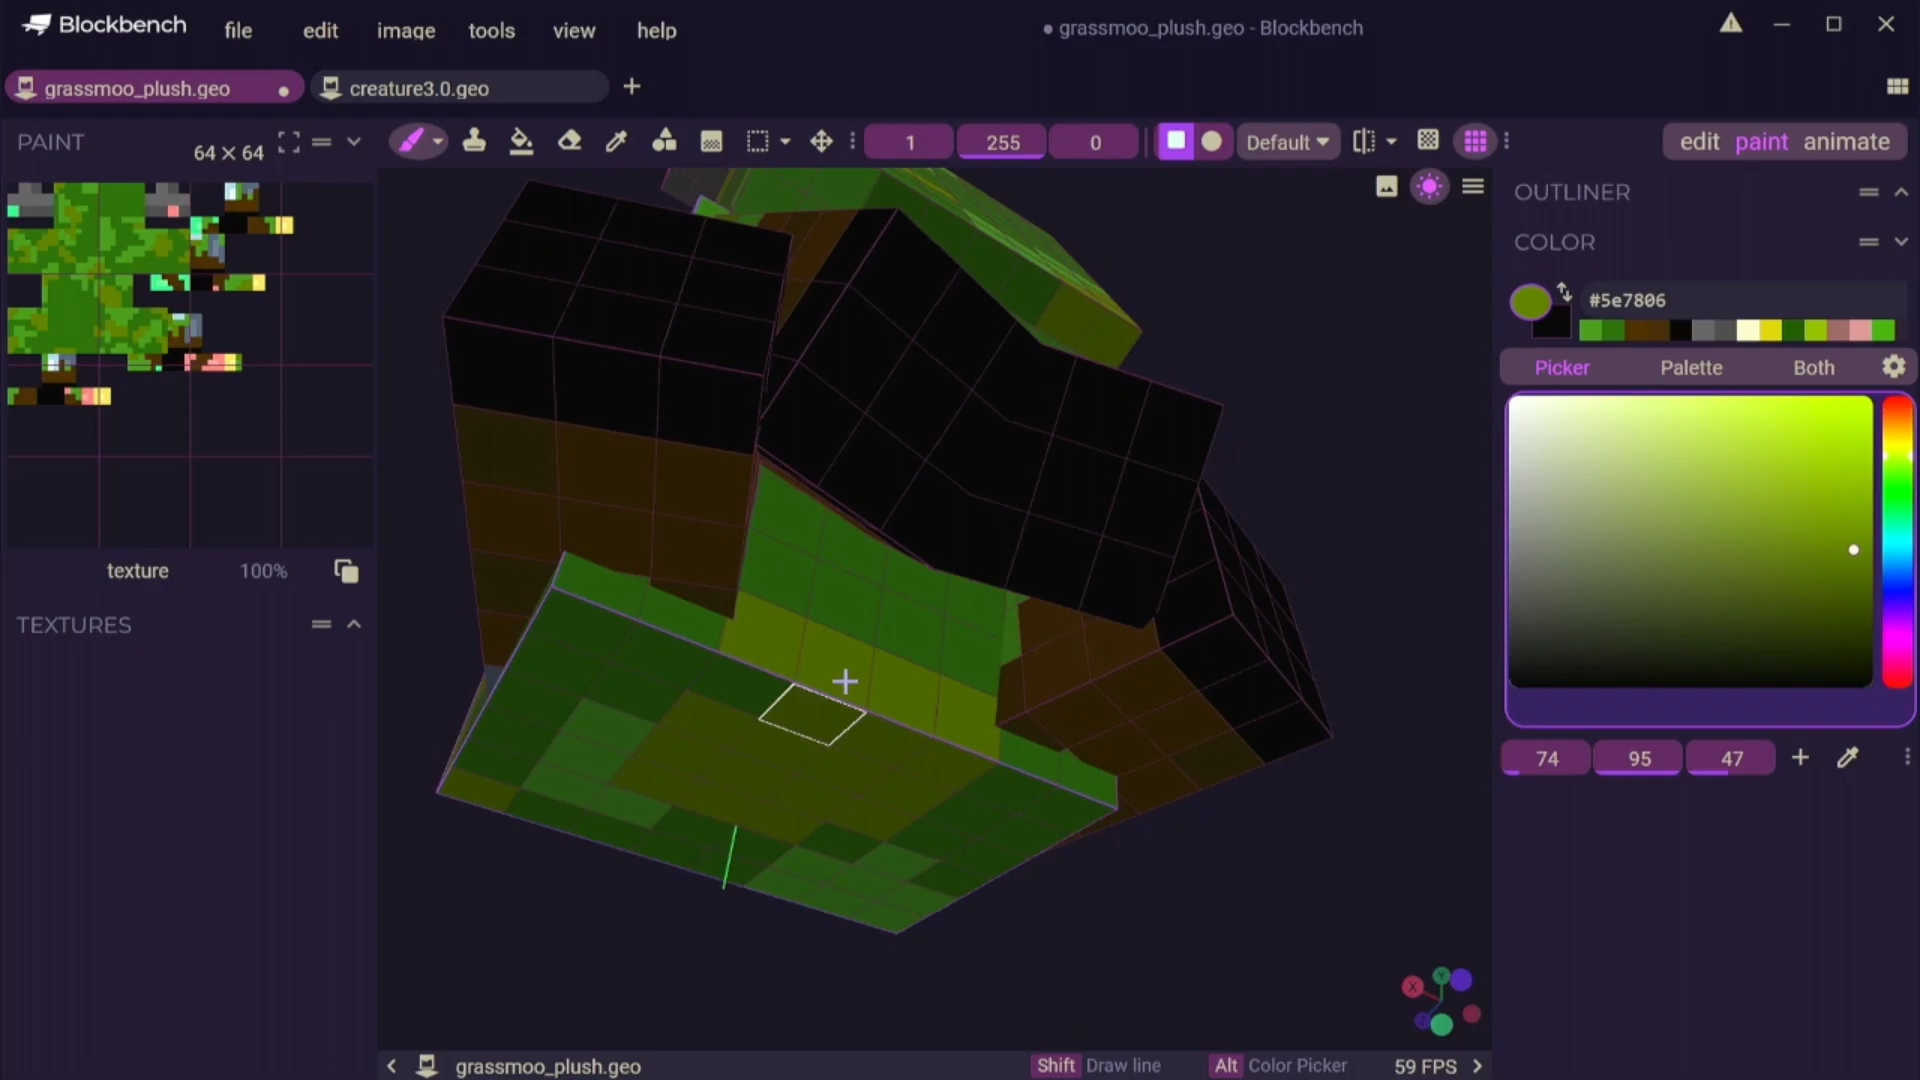 Blockbench
file edit image tools view help
grassmoo_plush.geo - Blockbench
grassmoo_plush.geo
creature3.0.geo
PAINT
64 × 64
1 255 0
Default
edit paint animate
OUTLINER
COLOR
#5e7806
Picker Palette Both
texture 100%
TEXTURES
74 95 47
X
Y
grassmoo_plush.geo
Shift Draw line
Alt Color Picker
59 FPS